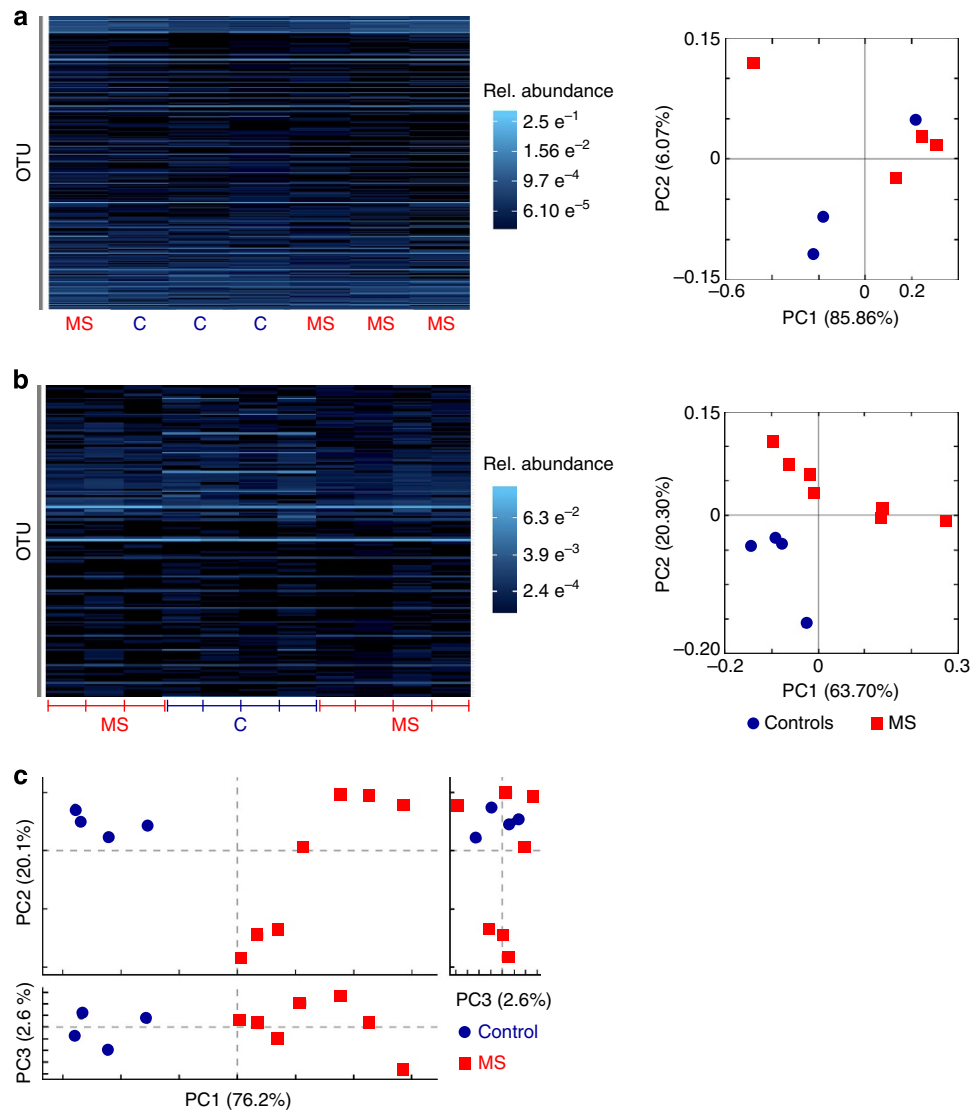 a
OTU
MS C C C MS MS MS
Rel. abundance
2.5 e–1
1.56 e–2
9.7 e–4
6.10 e–5
0.15
0
–0.15
PC2 (6.07%)
–0.6 0 0.2
PC1 (85.86%)
b
OTU
MS C MS
Rel. abundance
6.3 e–2
3.9 e–3
2.4 e–4
0.15
0
–0.20
PC2 (20.30%)
–0.2 0 0.3
PC1 (63.70%)
Controls MS
c
PC2 (20.1%)
PC3 (2.6 %)
PC1 (76.2%)
PC3 (2.6%)
Control
MS